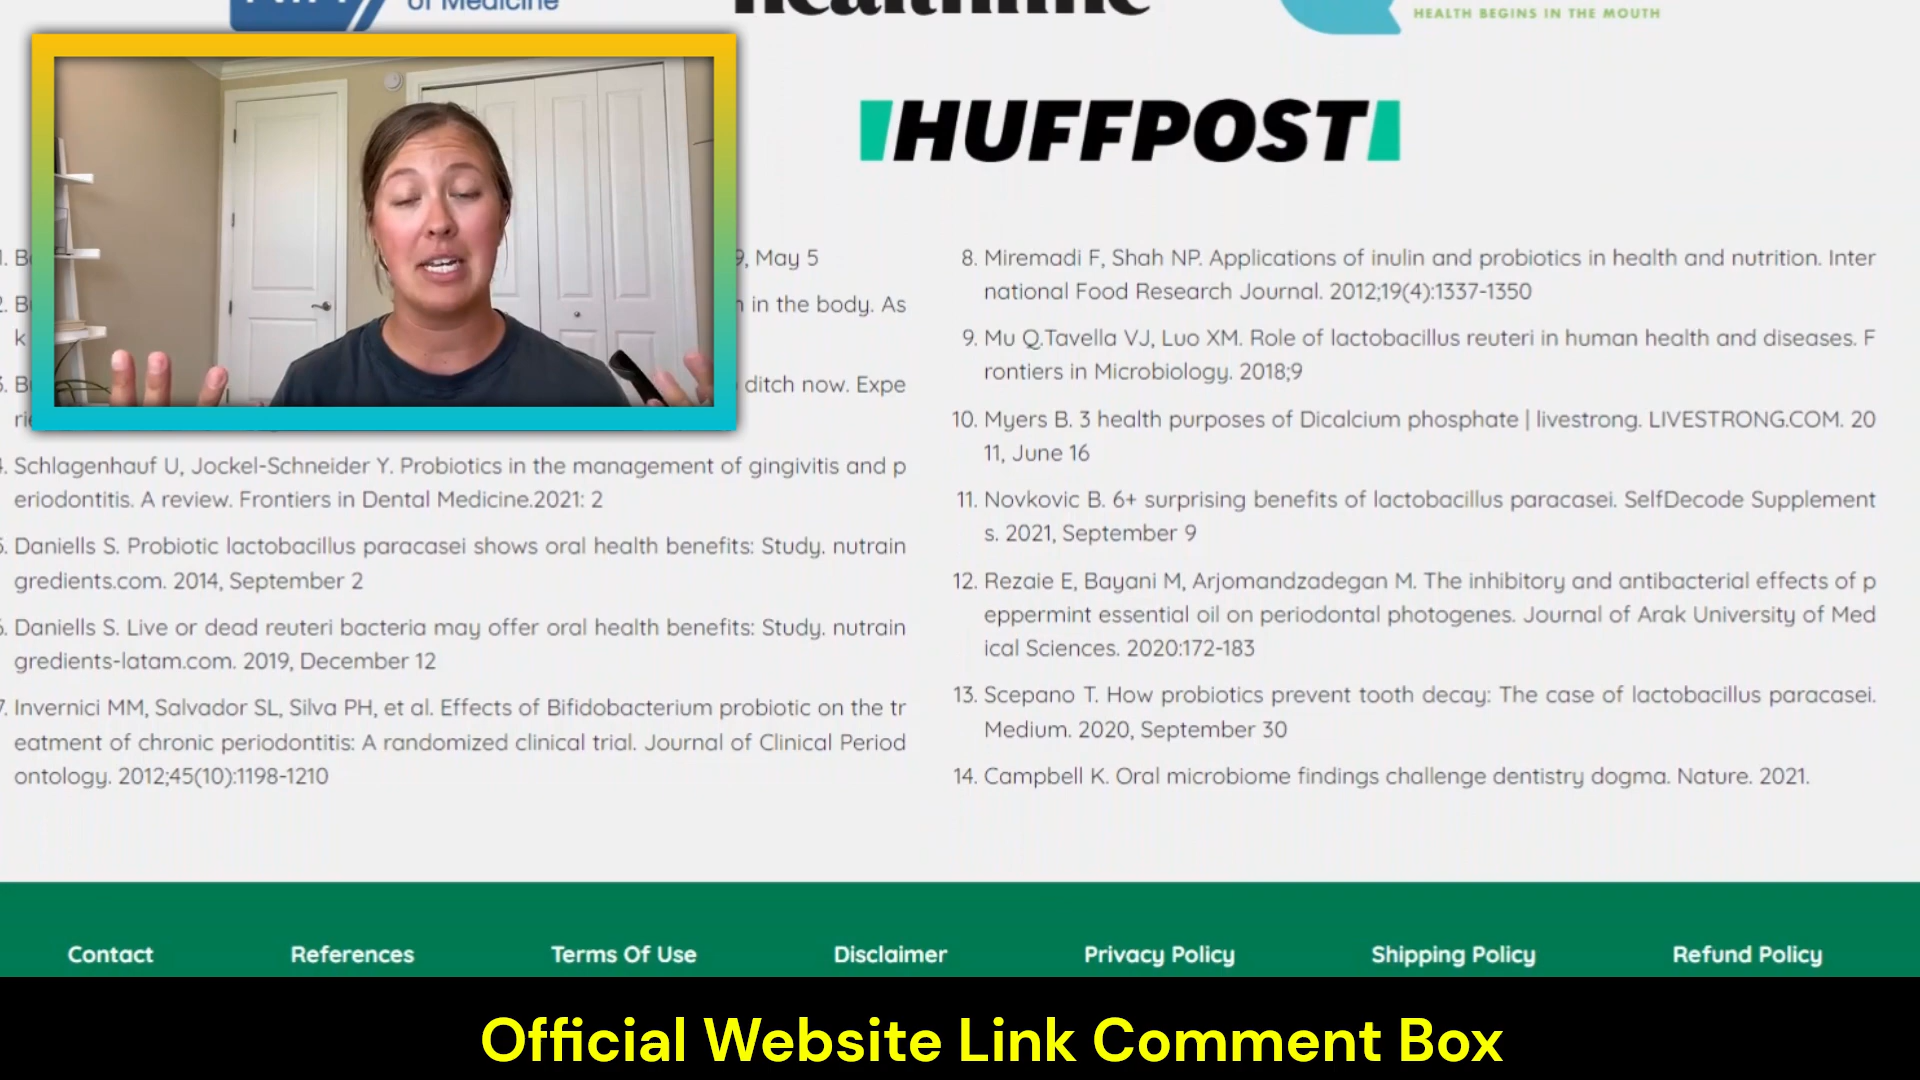 of Medicine
healthline
HEALTH BEGINS IN THE MOUTH
HUFFPOST
9, May 5
in the body. As
k
ditch now. Expe
Schlagenhauf U, Jockel-Schneider Y. Probiotics in the management of gingivitis and p
eriodontitis. A review. Frontiers in Dental Medicine.2021: 2
Daniells S. Probiotic lactobacillus paracasei shows oral health benefits: Study. nutrain
gredients.com. 2014, September 2
Daniells S. Live or dead reuteri bacteria may offer oral health benefits: Study. nutrain
gredients-latam.com. 2019, December 12
Invernici MM, Salvador SL, Silva PH, et al. Effects of Bifidobacterium probiotic on the tr
eatment of chronic periodontitis: A randomized clinical trial. Journal of Clinical Period
ontology. 2012;45(10):1198-1210
8. Miremadi F, Shah NP. Applications of inulin and probiotics in health and nutrition. Inter
national Food Research Journal. 2012;19(4):1337-1350
9. Mu Q.Tavella VJ, Luo XM. Role of lactobacillus reuteri in human health and diseases. F
rontiers in Microbiology. 2018;9
10. Myers B. 3 health purposes of Dicalcium phosphate | livestrong. LIVESTRONG.COM. 20
11, June 16
11. Novkovic B. 6+ surprising benefits of lactobacillus paracasei. SelfDecode Supplement
s. 2021, September 9
12. Rezaie E, Bayani M, Arjomandzadegan M. The inhibitory and antibacterial effects of p
eppermint essential oil on periodontal photogenes. Journal of Arak University of Med
ical Sciences. 2020:172-183
13. Scepano T. How probiotics prevent tooth decay: The case of lactobacillus paracasei.
Medium. 2020, September 30
14. Campbell K. Oral microbiome findings challenge dentistry dogma. Nature. 2021.
Contact References Terms Of Use Disclaimer Privacy Policy Shipping Policy Refund Policy
Official Website Link Comment Box